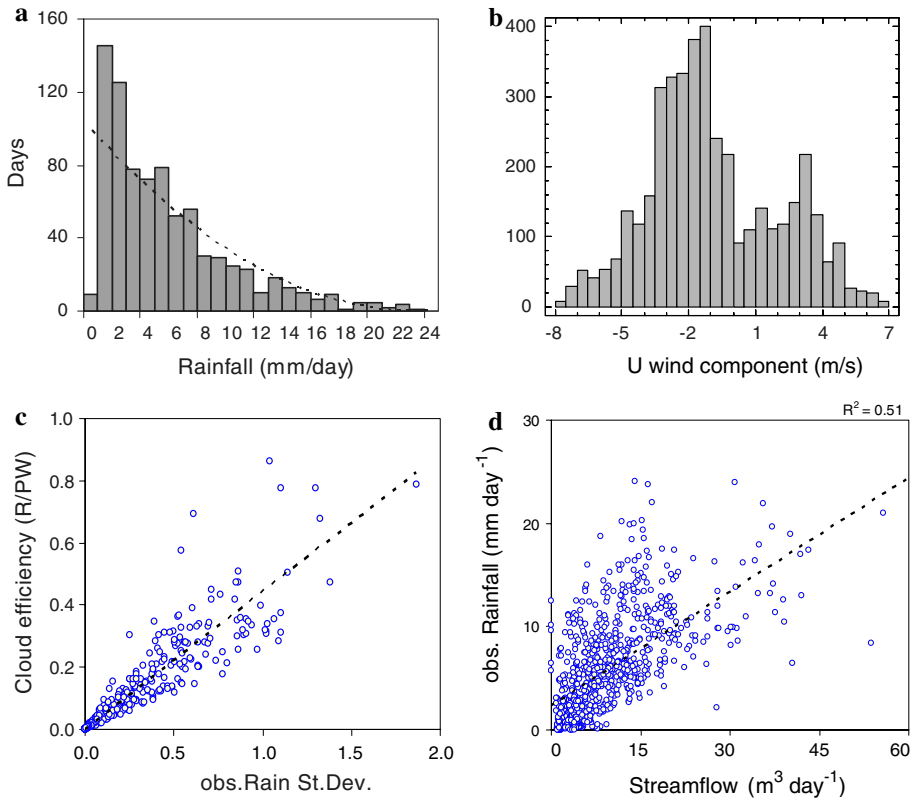 a
160
120
80
40
0
Days
0 2 4 6 8 10 12 14 16 18 20 22 24
Rainfall (mm/day)
b
400
300
200
100
0
-8 -5 -2 1 4 7
U wind component (m/s)
c
1.0
0.8
0.6
0.4
0.2
0.0
Cloud efficiency (R/PW)
0.0 0.5 1.0 1.5 2.0
obs.Rain St.Dev.
d
R² = 0.51
30
20
10
0
obs. Rainfall (mm day⁻¹)
0 15 30 45 60
Streamflow (m³ day⁻¹)